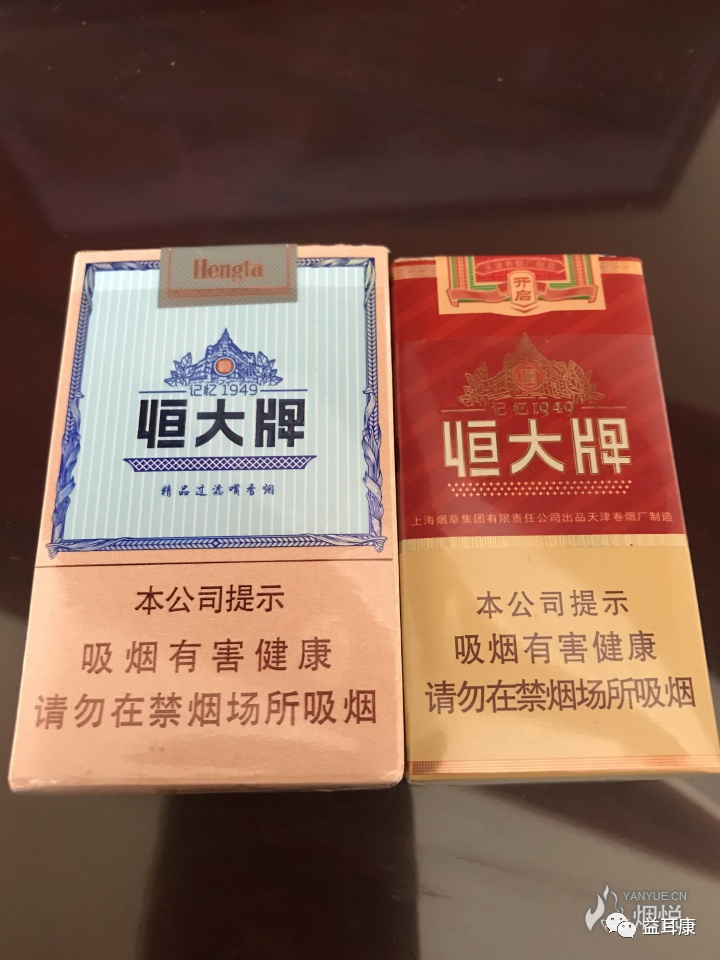 Hengta
记忆1949
恒大牌
精品过滤嘴香烟
本公司提示
吸烟有害健康
请勿在禁烟场所吸烟
开启
记忆1949
恒大牌
上海烟草集团有限责任公司出品天津卷烟厂制造
本公司提示
吸烟有害健康
请勿在禁烟场所吸烟
YANYUE.CN
烟悦
益耳康